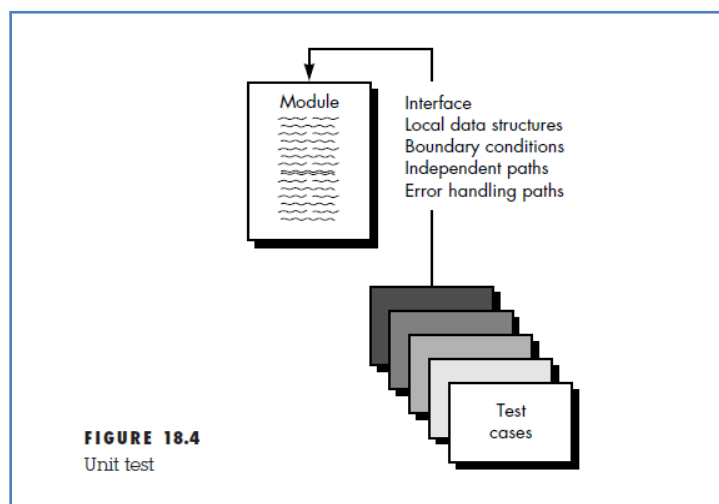 Module
Interface
Local data structures
Boundary conditions
Independent paths
Error handling paths
Test
cases
FIGURE 18.4
Unit test